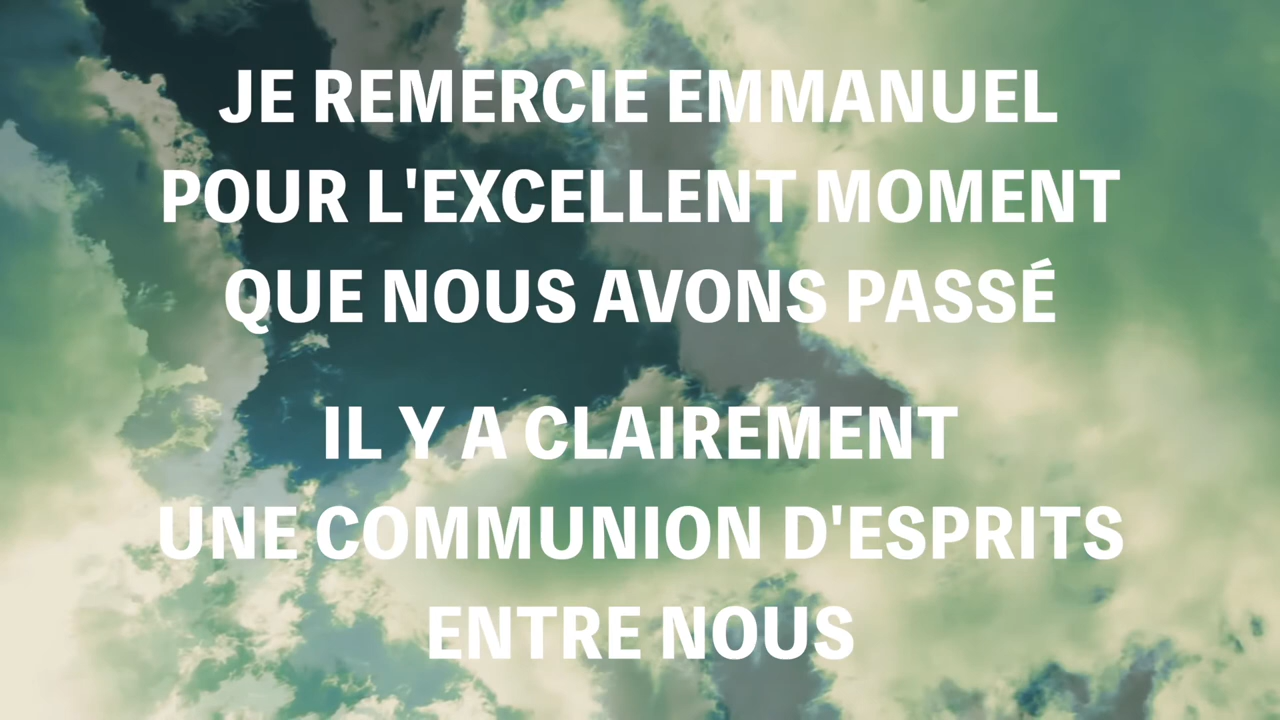 JE REMERCIE EMMANUEL
POUR L'EXCELLENT MOMENT
QUE NOUS AVONS PASSÉ
IL Y A CLAIREMENT
UNE COMMUNION D'ESPRITS
ENTRE NOUS